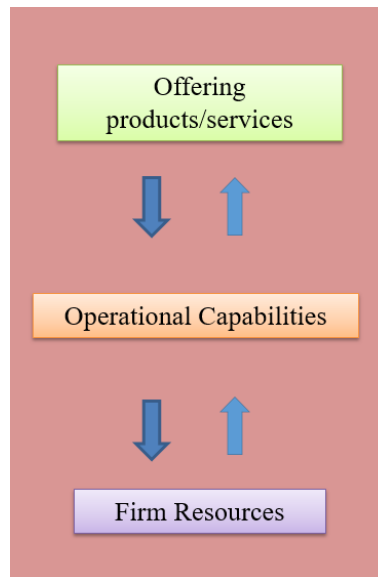 Offering
products/services
Operational Capabilities
Firm Resources